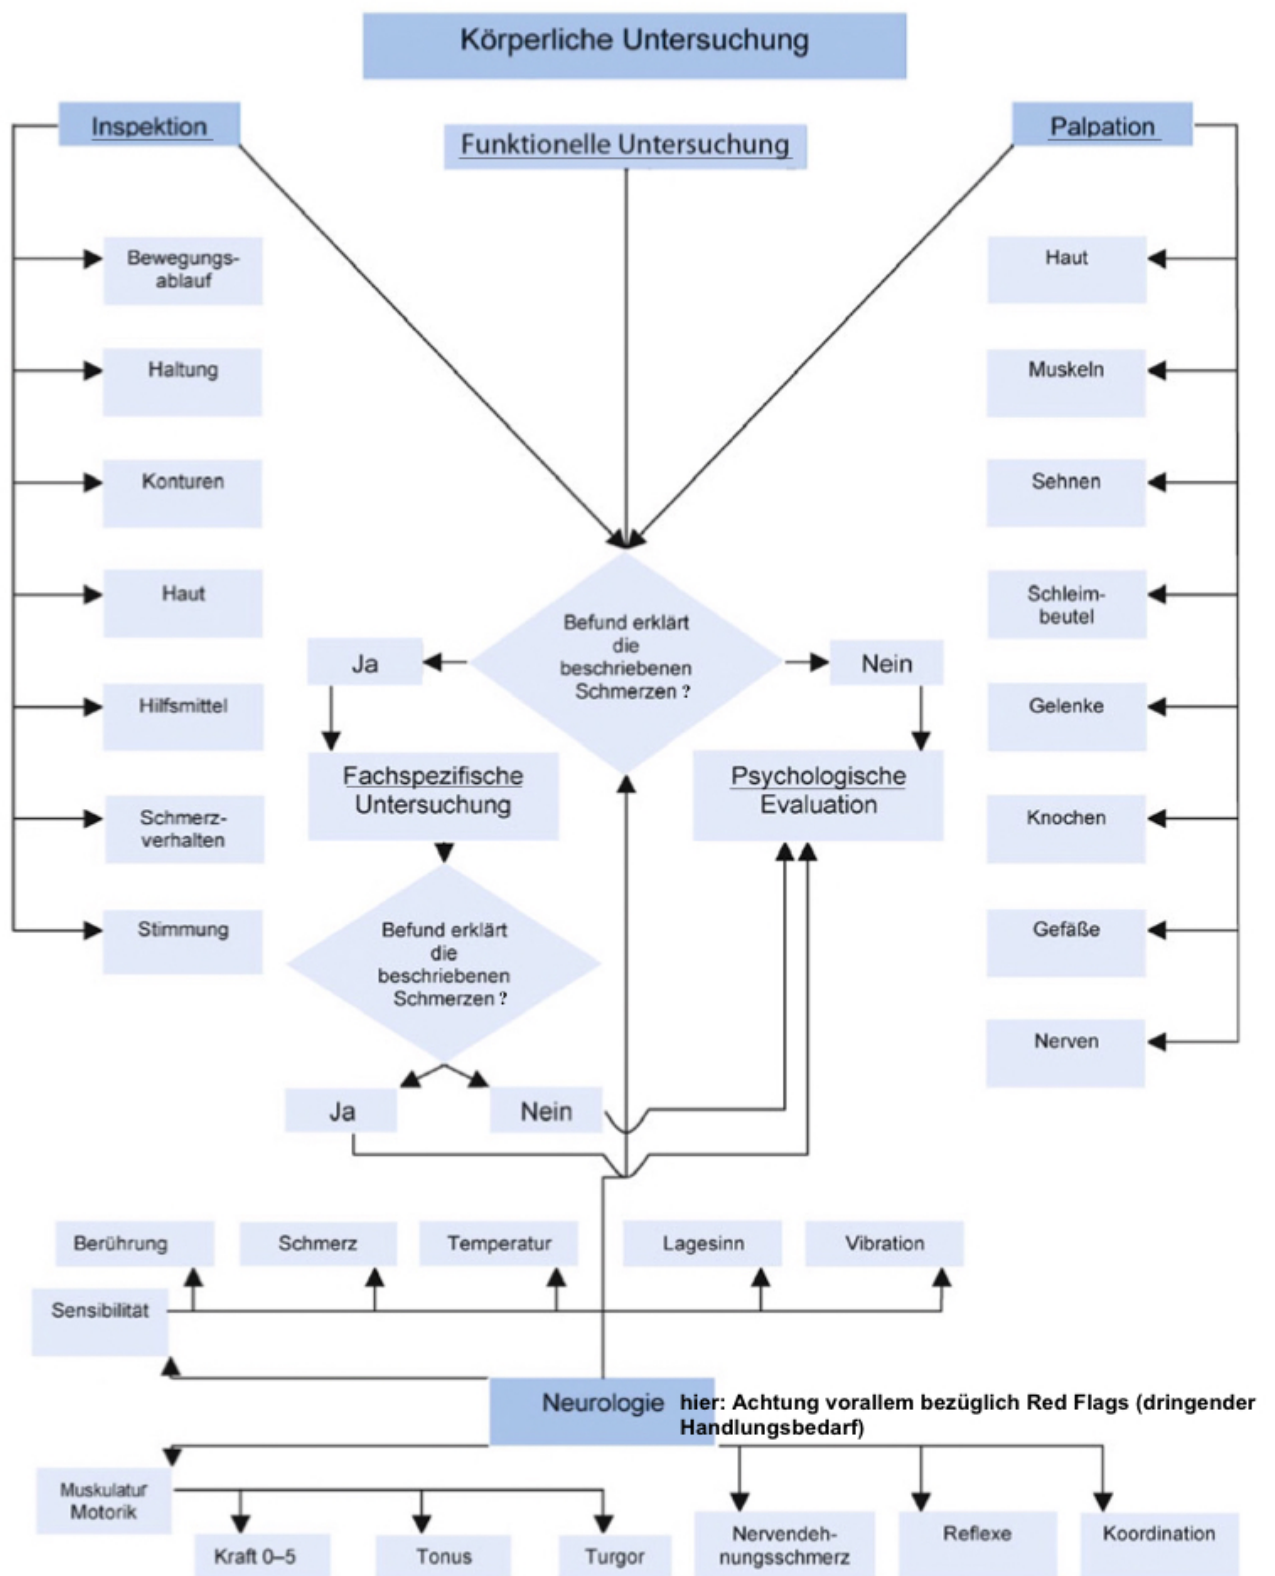 Körperliche Untersuchung
Inspektion
Funktionelle Untersuchung
Palpation
Bewegungs-
ablauf
Haltung
Konturen
Haut
Hilfsmittel
Schmerz-
verhalten
Stimmung
Haut
Muskeln
Sehnen
Schleim-
beutel
Gelenke
Knochen
Gefäße
Nerven
Befund erklärt
die
beschriebenen
Schmerzen ?
Ja
Nein
Fachspezifische
Untersuchung
Psychologische
Evaluation
Befund erklärt
die
beschriebenen
Schmerzen ?
Ja
Nein
Berührung
Schmerz
Temperatur
Lagesinn
Vibration
Sensibilität
Neurologie
hier: Achtung vorallem bezüglich Red Flags (dringender
Handlungsbedarf)
Muskulatur
Motorik
Kraft 0–5
Tonus
Turgor
Nervendeh-
nungsschmerz
Reflexe
Koordination